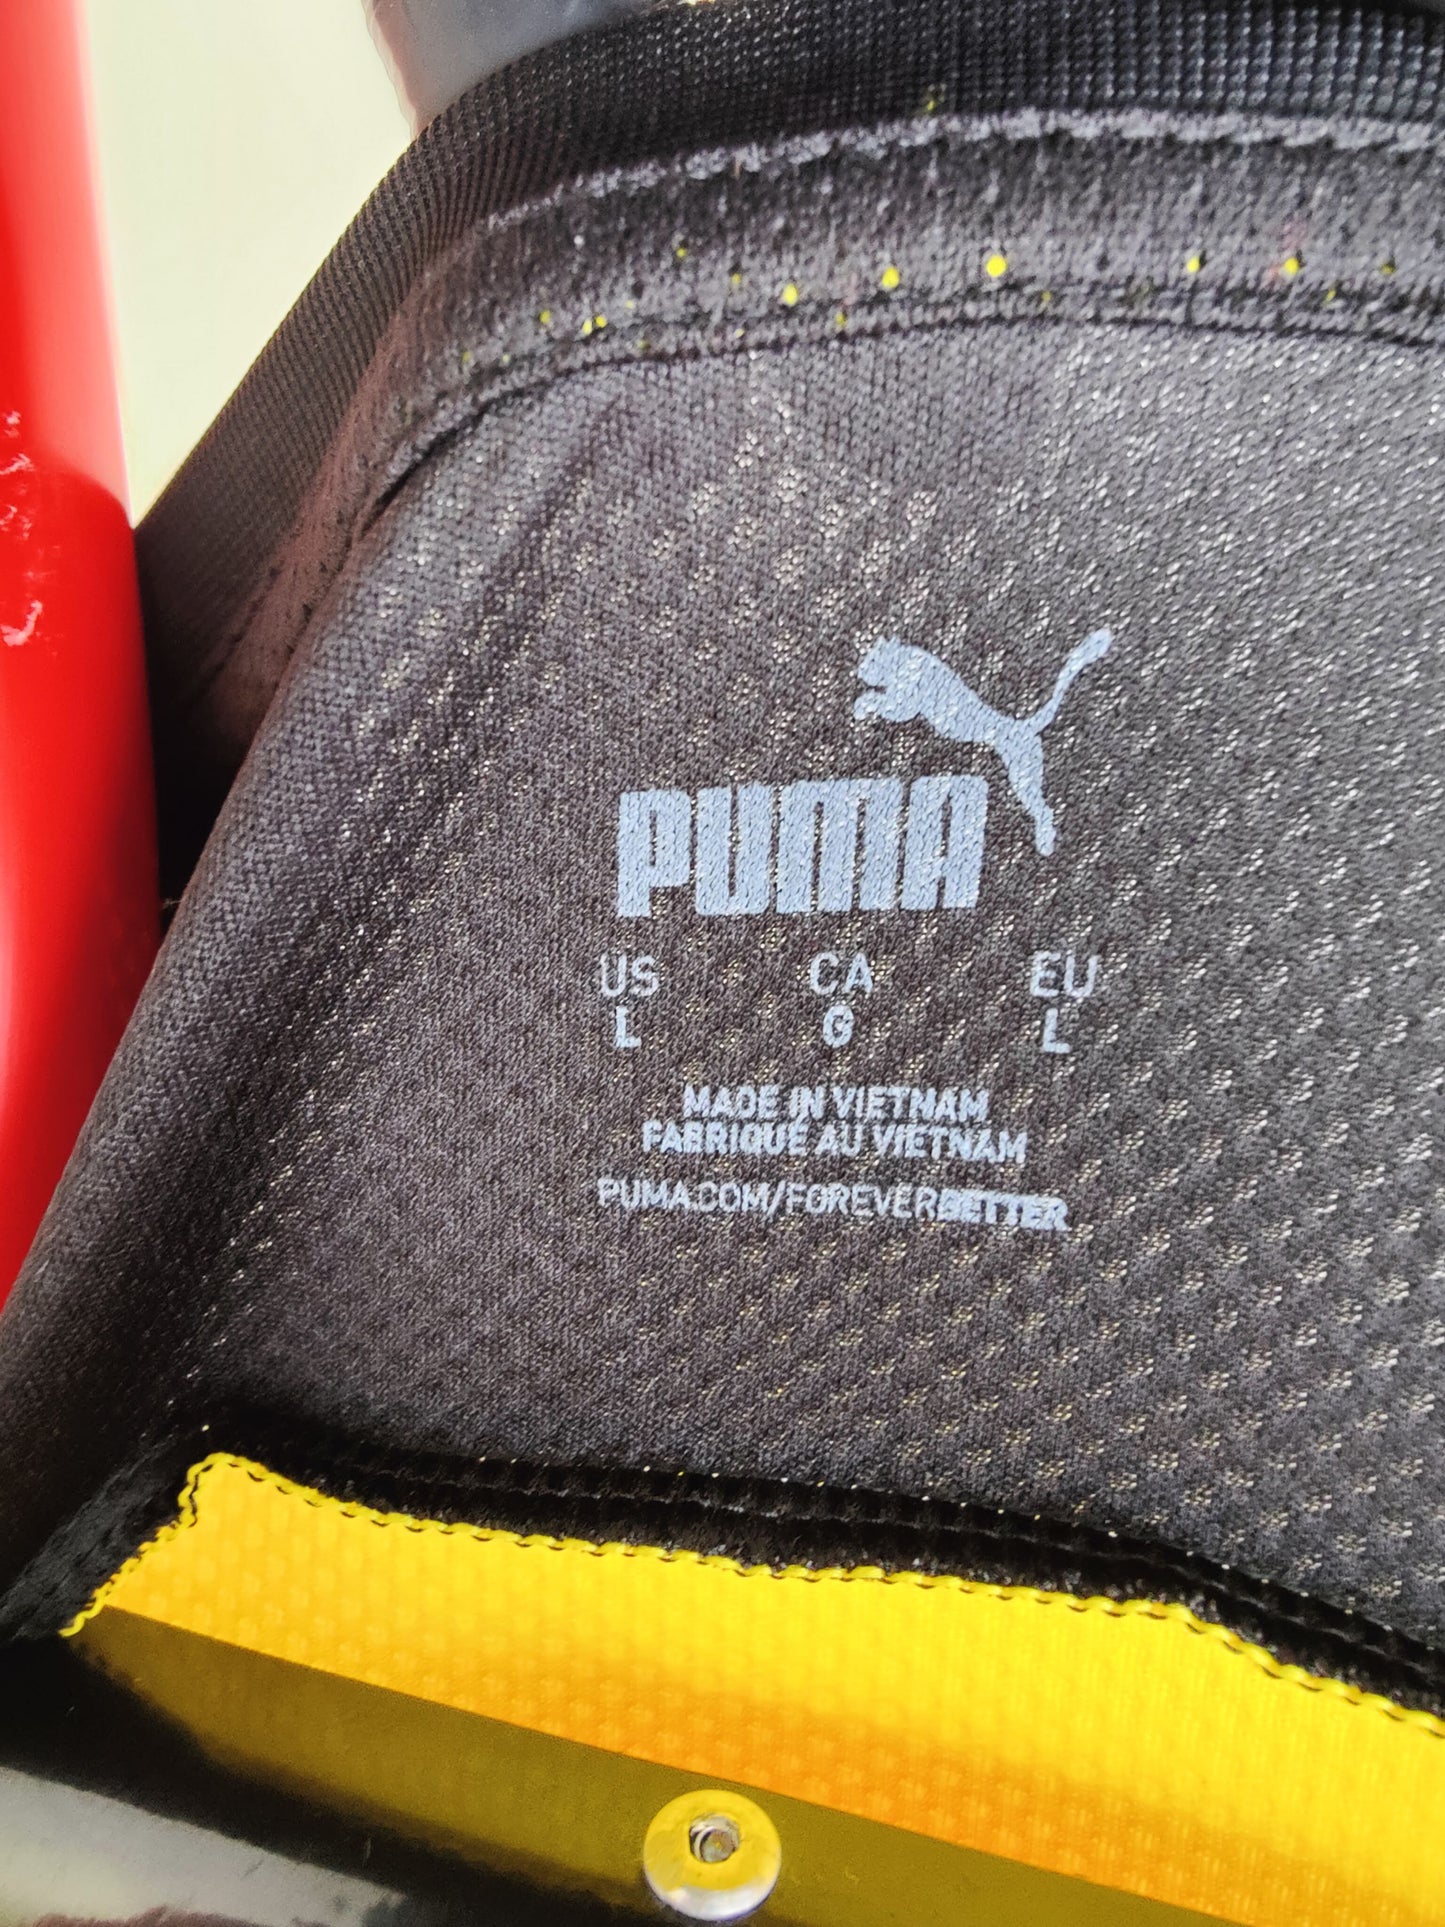 PUMA
US CA EU
L G L
MADE IN VIETNAM
FABRIQUÉ AU VIETNAM
PUMA.COM/FOREVERBETTER